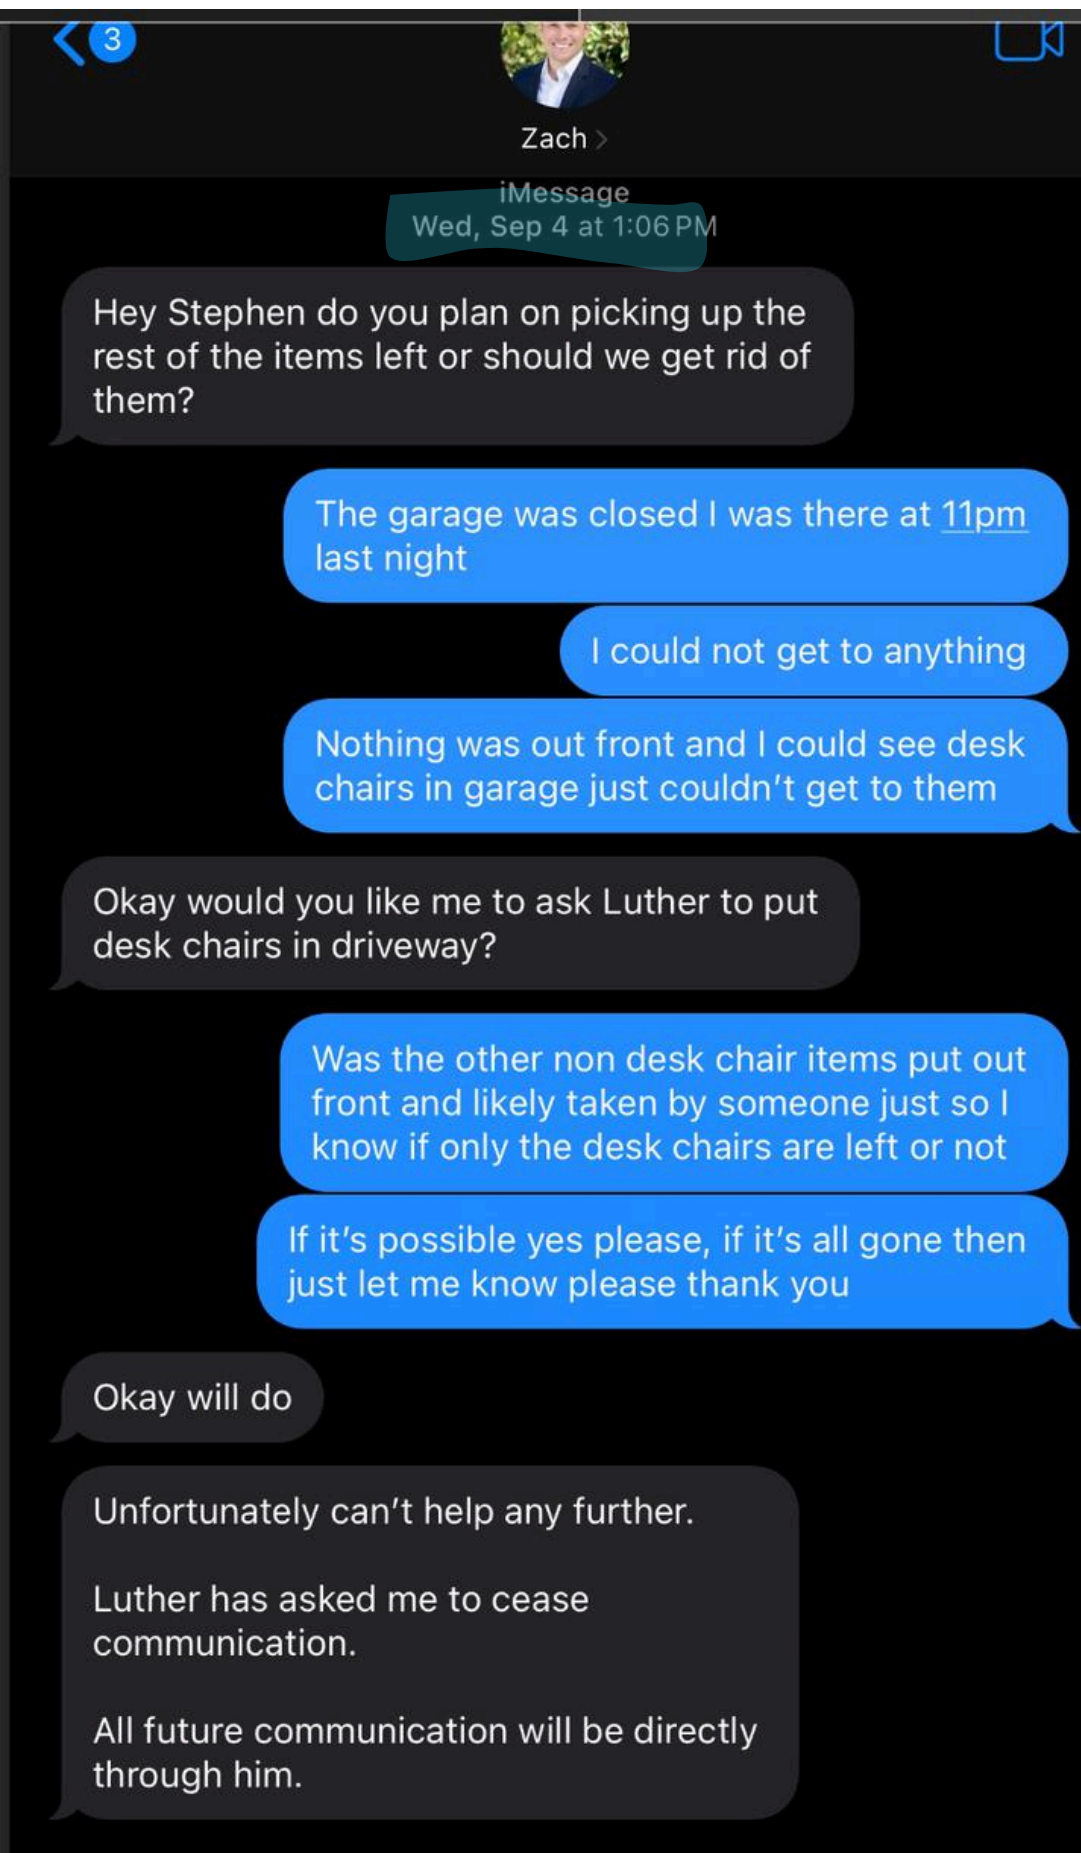 3
Zach
iMessage
Wed, Sep 4 at 1:06 PM
Hey Stephen do you plan on picking up the
rest of the items left or should we get rid of
them?
The garage was closed I was there at 11pm
last night
I could not get to anything
Nothing was out front and I could see desk
chairs in garage just couldn't get to them
Okay would you like me to ask Luther to put
desk chairs in driveway?
Was the other non desk chair items put out
front and likely taken by someone just so I
know if only the desk chairs are left or not
If it's possible yes please, if it's all gone then
just let me know please thank you
Okay will do
Unfortunately can't help any further.
Luther has asked me to cease
communication.
All future communication will be directly
through him.